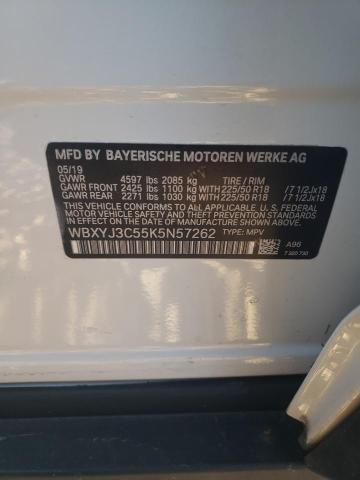 MFD BY BAYERISCHE MOTOREN WERKE AG
05/19
GVWR 4597 lbs 2085 kg TIRE / RIM
GAWR FRONT 2425 lbs 1100 kg WITH 225/50 R18 /7 1/2Jx18
GAWR REAR 2271 lbs 1030 kg WITH 225/50 R18 /7 1/2Jx18
THIS VEHICLE CONFORMS TO ALL APPLICABLE U. S. FEDERAL
MOTOR VEHICLE SAFETY STANDARDS IN EFFECT ON THE
DATE OF MANUFACTURE SHOWN ABOVE.
WBXYJ3C55K5N57262 TYPE: MPV
A96